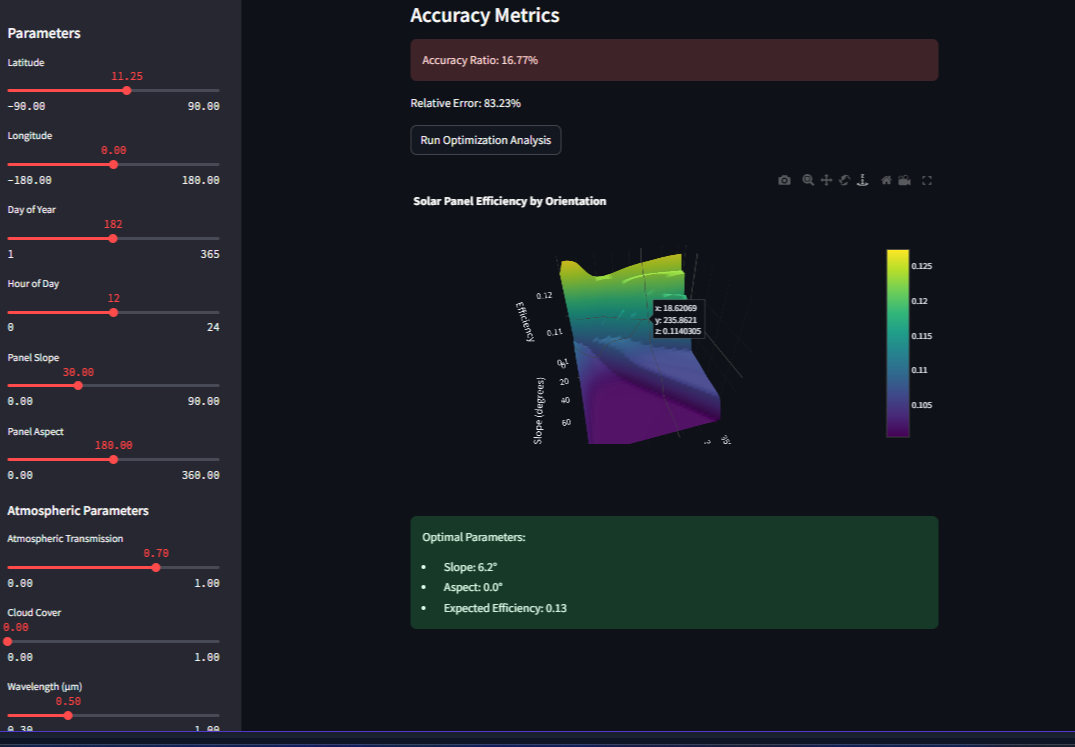 Parameters
Latitude
11.25
-90.00 90.00
Longitude
0.00
-180.00 180.00
Day of Year
182
1 365
Hour of Day
12
0 24
Panel Slope
30.00
0.00 90.00
Panel Aspect
180.00
0.00 360.00
Atmospheric Parameters
Atmospheric Transmission
0.70
0.00 1.00
Cloud Cover
0.00
0.00 1.00
Wavelength (μm)
0.50
0.30 1.00
Accuracy Metrics
Accuracy Ratio: 16.77%
Relative Error: 83.23%
Run Optimization Analysis
Solar Panel Efficiency by Orientation
Efficiency
0.12
0.11
0.1
0
20
40
60
Slope (degrees)
x: 18.62069
y: 235.8621
z: 0.1140305
0.125
0.12
0.115
0.11
0.105
Optimal Parameters:
• Slope: 6.2°
• Aspect: 0.0°
• Expected Efficiency: 0.13